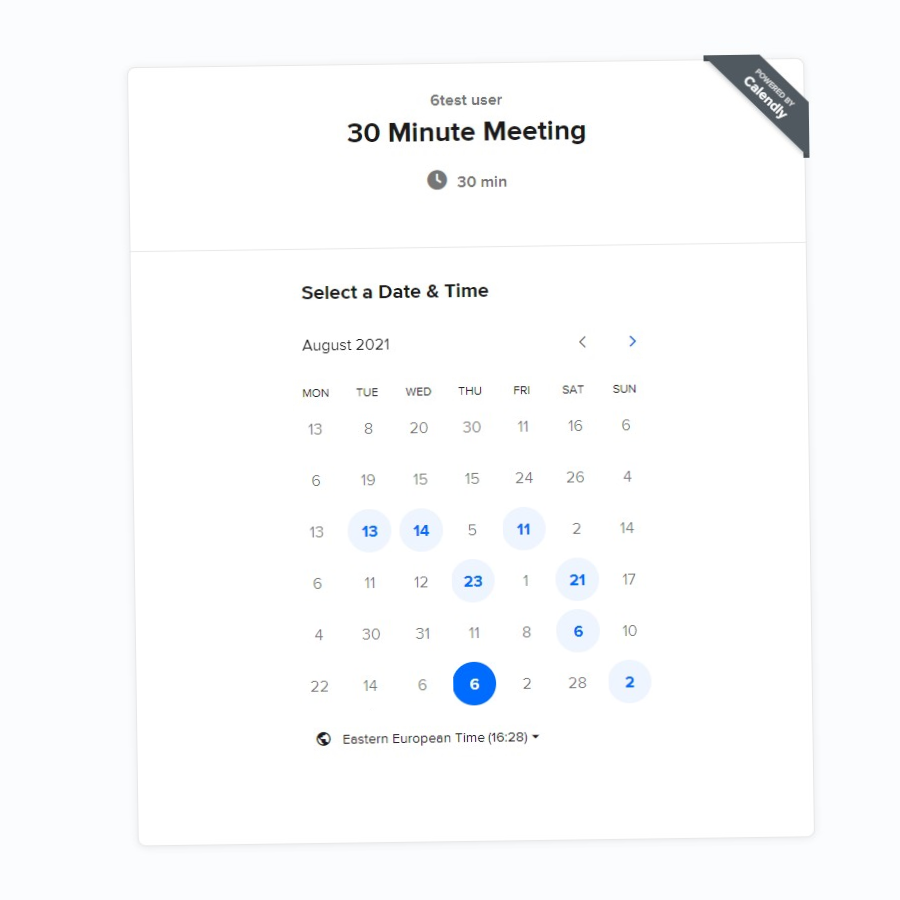 POWERED BY
Calendly
6test user
30 Minute Meeting
30 min
Select a Date & Time
August 2021
MON TUE WED THU FRI SAT SUN
13 8 20 30 11 16 6
6 19 15 15 24 26 4
13 13 14 5 11 2 14
6 11 12 23 1 21 17
4 30 31 11 8 6 10
22 14 6 6 2 28 2
Eastern European Time (16:28)